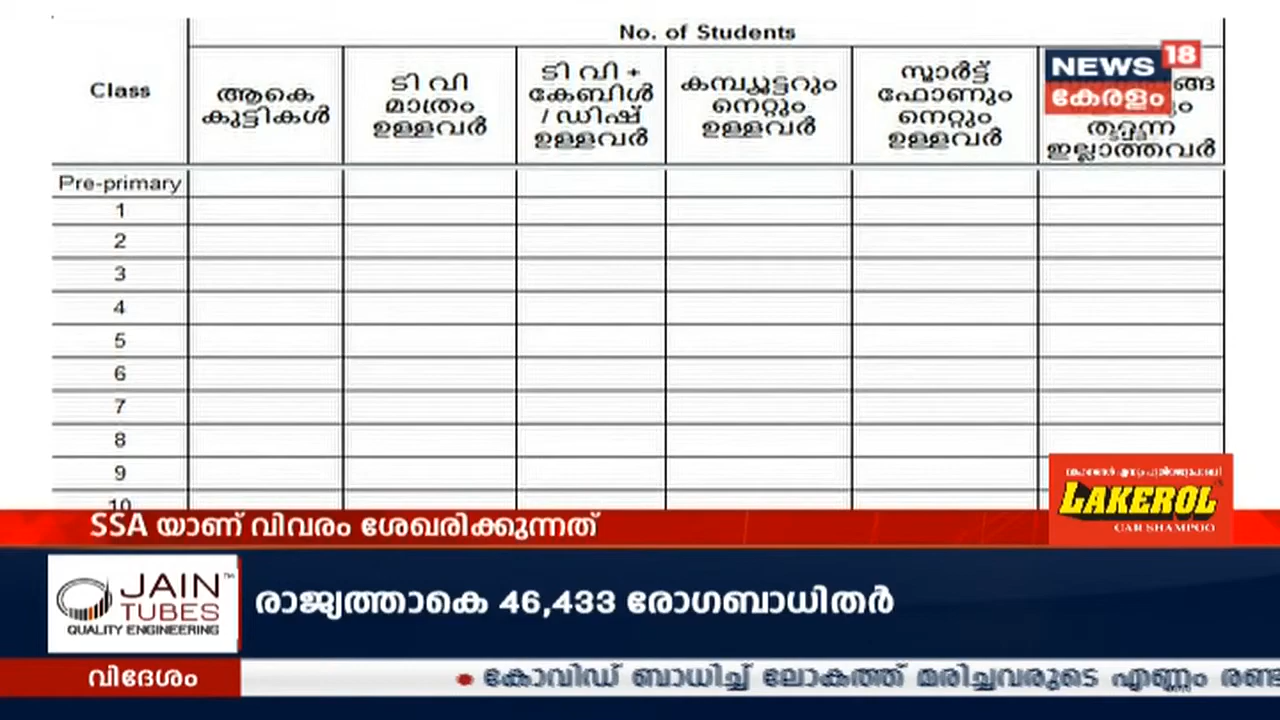 No. of Students
Class
ആകെ
കുട്ടികൾ
ടി വി
മാത്രം
ഉള്ളവർ
ടി വി +
കേബിൾ
/ ഡിഷ്
ഉള്ളവർ
കമ്പ്യൂട്ടറും
നെറ്റും
ഉള്ളവർ
സ്മാർട്ട്
ഫോണും
നെറ്റും
ഉള്ളവർ
ഇല്ലാത്തവർ
NEWS 18
കേരളം
Pre-primary
1
2
3
4
5
6
7
8
9
10
SSA യാണ് വിവരം ശേഖരിക്കുന്നത്
LAKEROL
CAR SHAMPOO
JAIN™
TUBES
QUALITY ENGINEERING
രാജ്യത്താകെ 46,433 രോഗബാധിതർ
വിദേശം
കോവിഡ് ബാധിച്ച് ലോകത്ത് മരിച്ചവരുടെ എണ്ണം